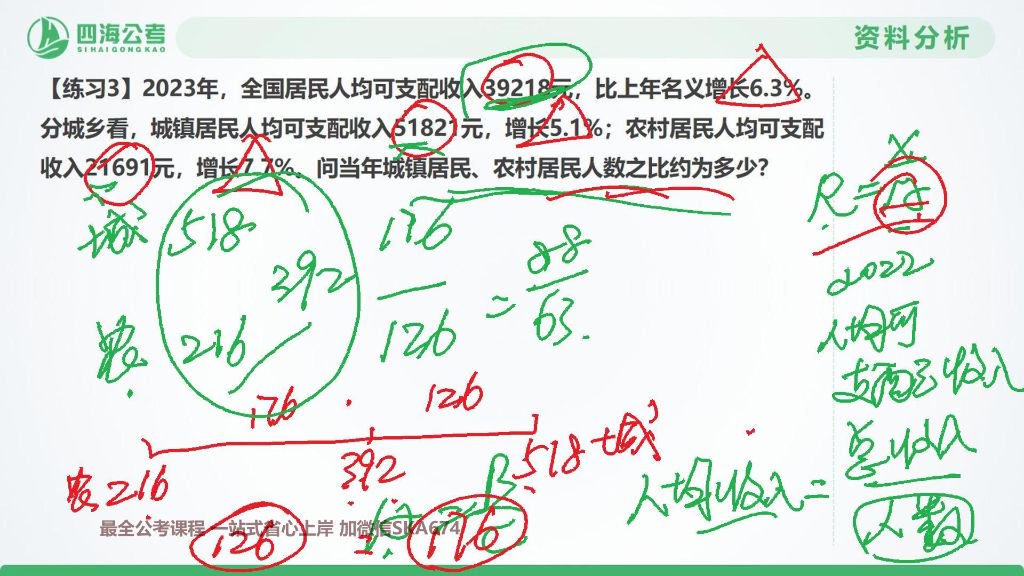 四海公考
SIHAIGONGKAO
资料分析
【练习3】2023年，全国居民人均可支配收入39218元，比上年名义增长6.3%。
分城乡看，城镇居民人均可支配收入51821元，增长5.1%；农村居民人均可支配
收入21691元，增长7.7%。问当年城镇居民、农村居民人数之比约为多少？
城 518 176
392 = 88
农 216 126 63
R =
2022
人均可
支配收入
176 126
总收入
农 216 392 518 城
人均收入 =
人数
126 176
最全公考课程 一站式省心上岸 加微信SKA674